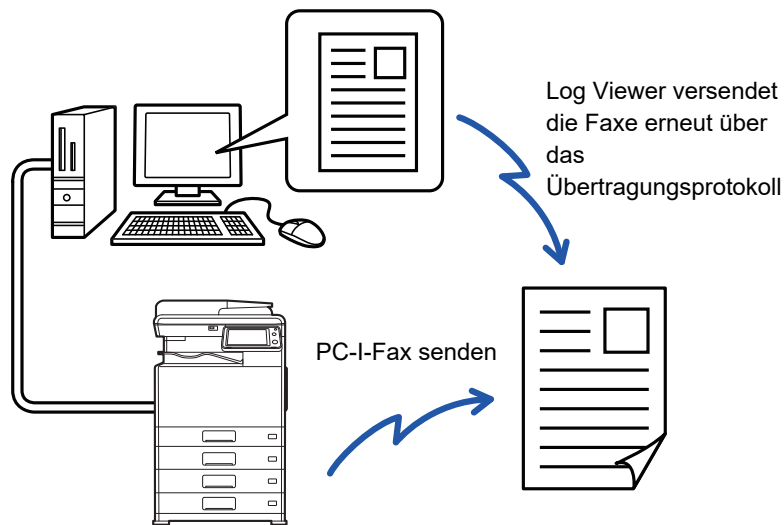 Log Viewer versendet
die Faxe erneut über
das
Übertragungsprotokoll
PC-I-Fax senden